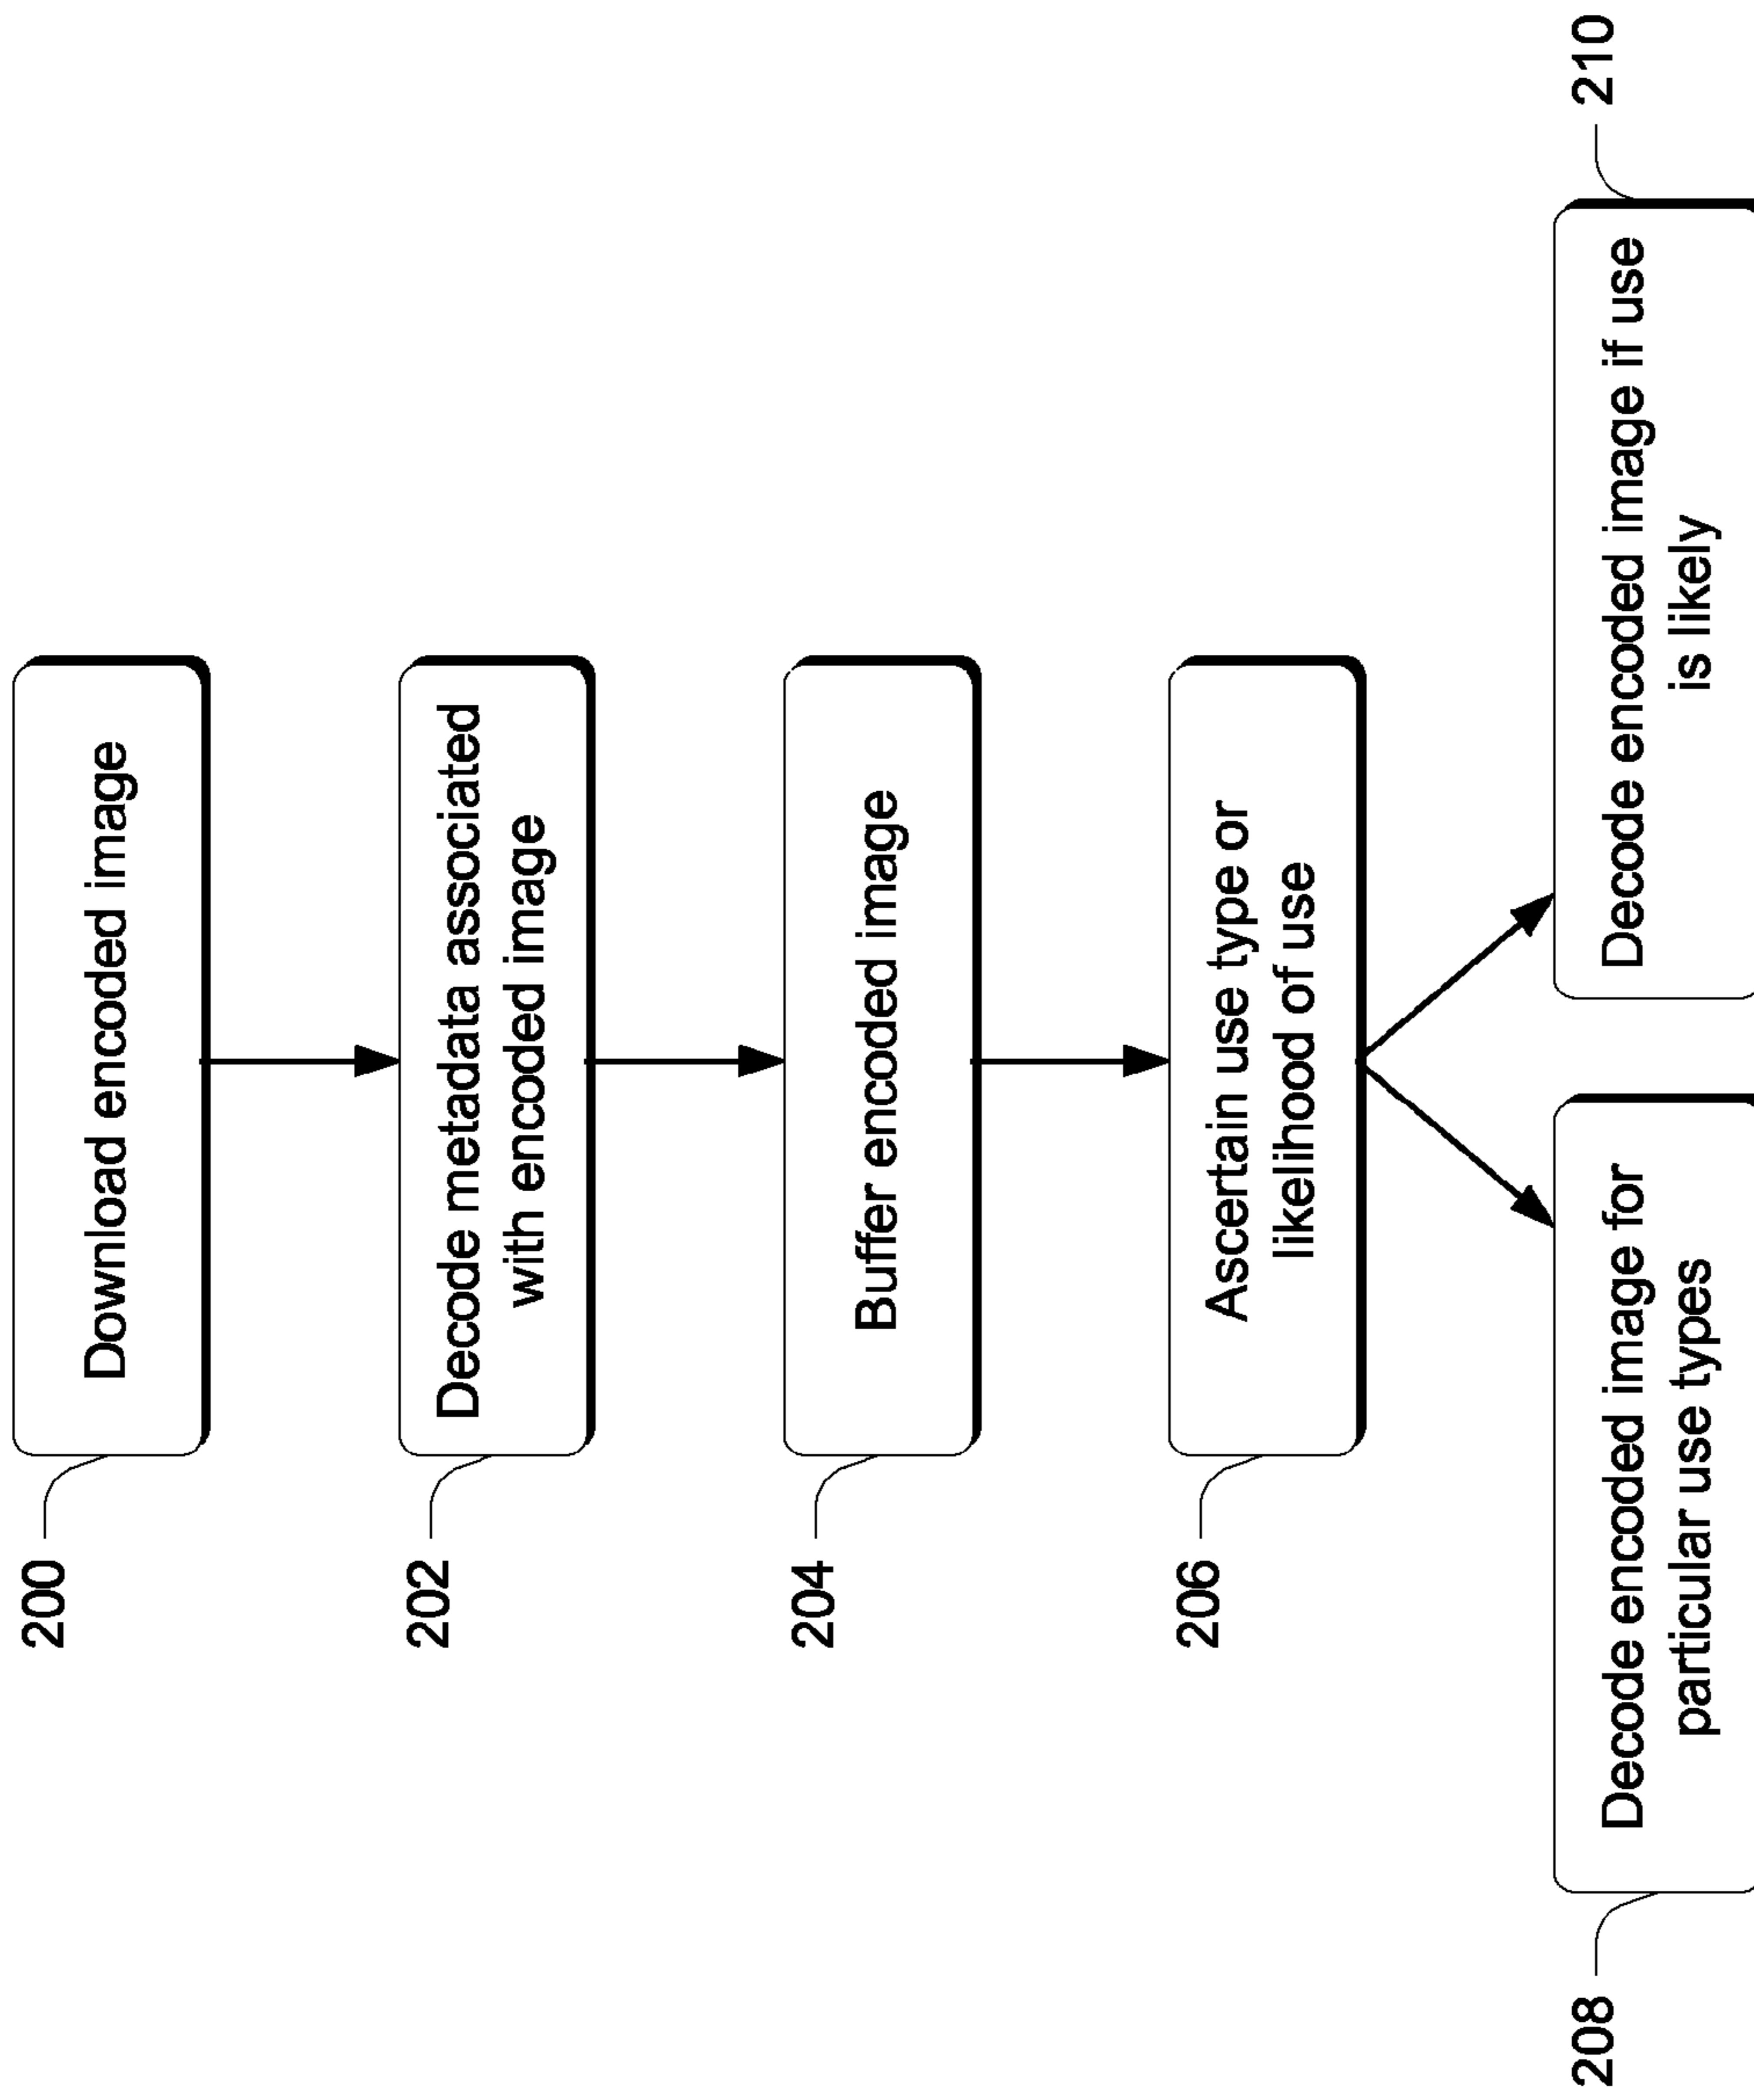 200
Download encoded image
202
Decode metadata associated
with encoded image
204
Buffer encoded image
206
Ascertain use type or
likelihood of use
208
Decode encoded image for
particular use types
210
Decode encoded image if use
is likely